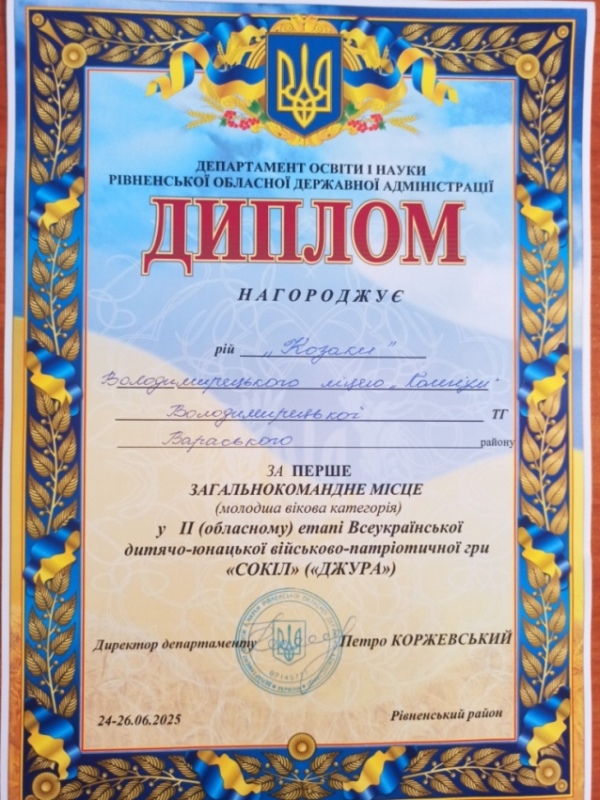 ДЕПАРТАМЕНТ ОСВІТИ І НАУКИ
РІВНЕНСЬКОЇ ОБЛАСНОЇ ДЕРЖАВНОЇ АДМІНІСТРАЦІЇ
ДИПЛОМ
НАГОРОДЖУЄ
рій „Козаки”
Володимирецького ліцею
Володимирецької ТГ
Вараського району
ЗА ПЕРШЕ
ЗАГАЛЬНОКОМАНДНЕ МІСЦЕ
(молодша вікова категорія)
у ІІ (обласному) етапі Всеукраїнської
дитячо-юнацької військово-патріотичної гри
«СОКІЛ» («ДЖУРА»)
Директор департаменту Петро КОРЖЕВСЬКИЙ
24-26.06.2025 Рівненський район